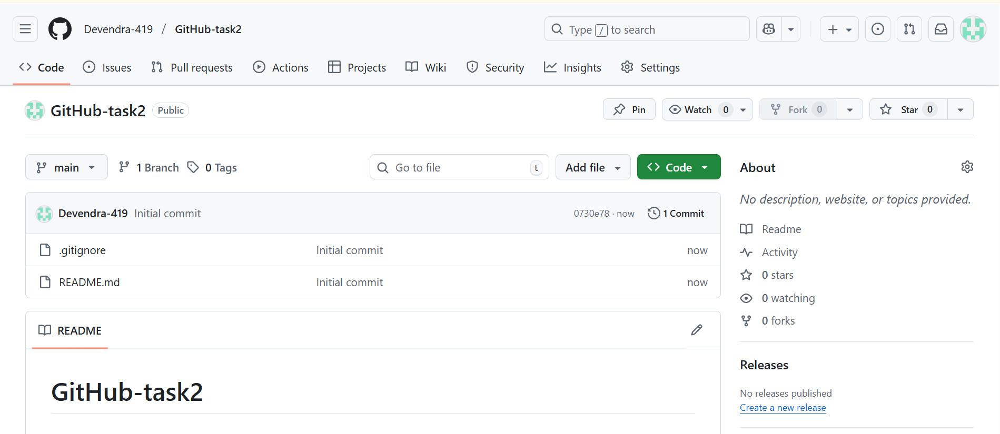 Devendra-419 / GitHub-task2
Type / to search
Code Issues Pull requests Actions Projects Wiki Security Insights Settings
GitHub-task2 Public
Pin Watch 0 Fork 0 Star 0
main 1 Branch 0 Tags
Go to file t Add file Code
Devendra-419 Initial commit 0730e78 · now 1 Commit
.gitignore Initial commit now
README.md Initial commit now
README
GitHub-task2
About
No description, website, or topics provided.
Readme
Activity
0 stars
0 watching
0 forks
Releases
No releases published
Create a new release